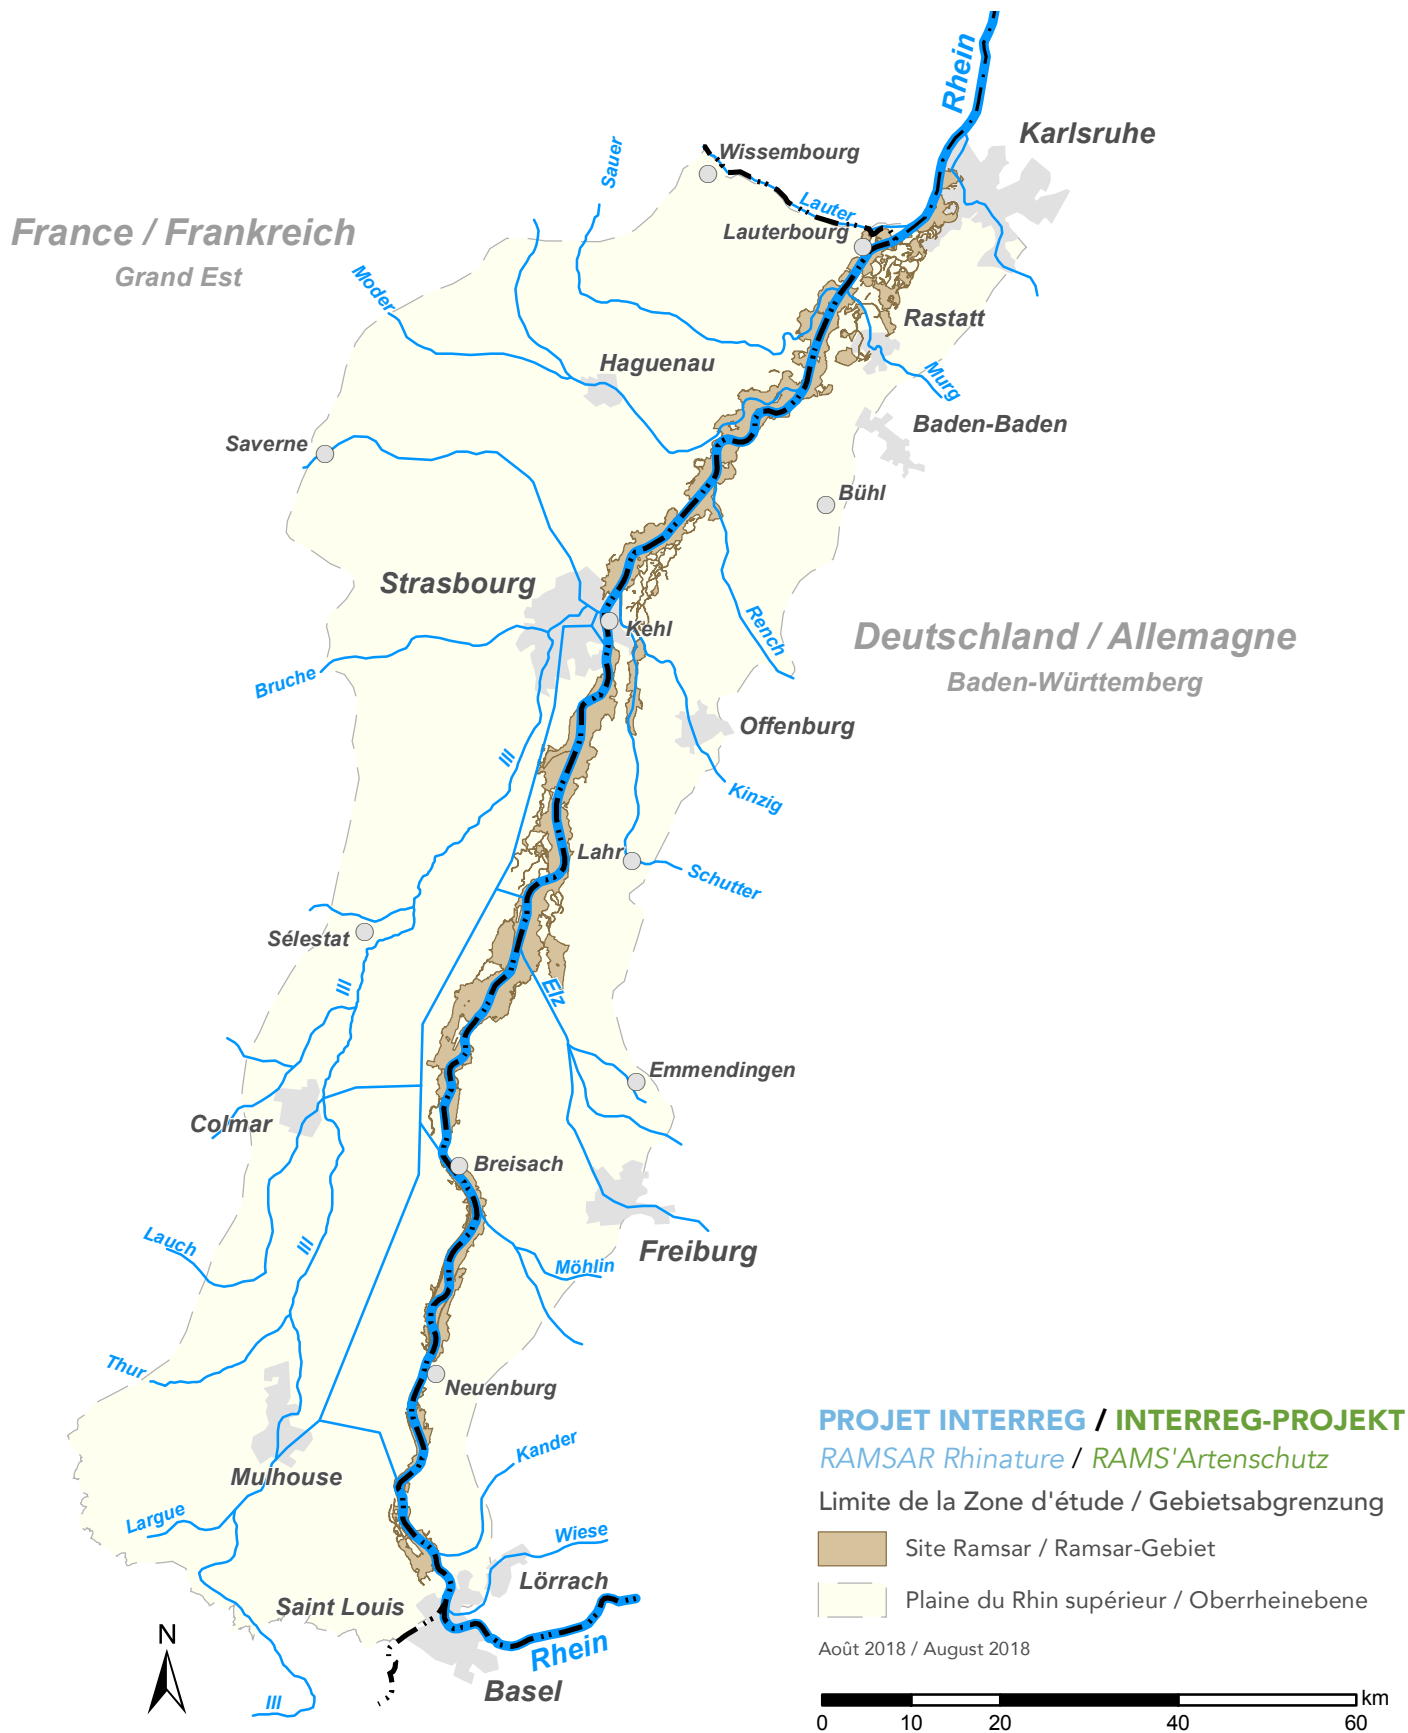 Rhein
Karlsruhe
Wissembourg
Sauer
Lauter
France / Frankreich
Grand Est
Lauterbourg
Moder
Rastatt
Haguenau
Murg
Baden-Baden
Saverne
Bühl
Strasbourg
Kehl
Rench
Deutschland / Allemagne
Baden-Württemberg
Bruche
Offenburg
Ill
Kinzig
Lahr
Schutter
Sélestat
Ill
Elz
Emmendingen
Colmar
Breisach
Lauch
Ill
Freiburg
Möhlin
Thur
Neuenburg
Kander
Mulhouse
Largue
Wiese
Lörrach
Saint Louis
Rhein
Basel
Ill
N
PROJET INTERREG / INTERREG-PROJEKT
RAMSAR Rhinature / RAMS'Artenschutz
Limite de la Zone d'étude / Gebietsabgrenzung
Site Ramsar / Ramsar-Gebiet
Plaine du Rhin supérieur / Oberrheinebene
Août 2018 / August 2018
km
0 10 20 40 60